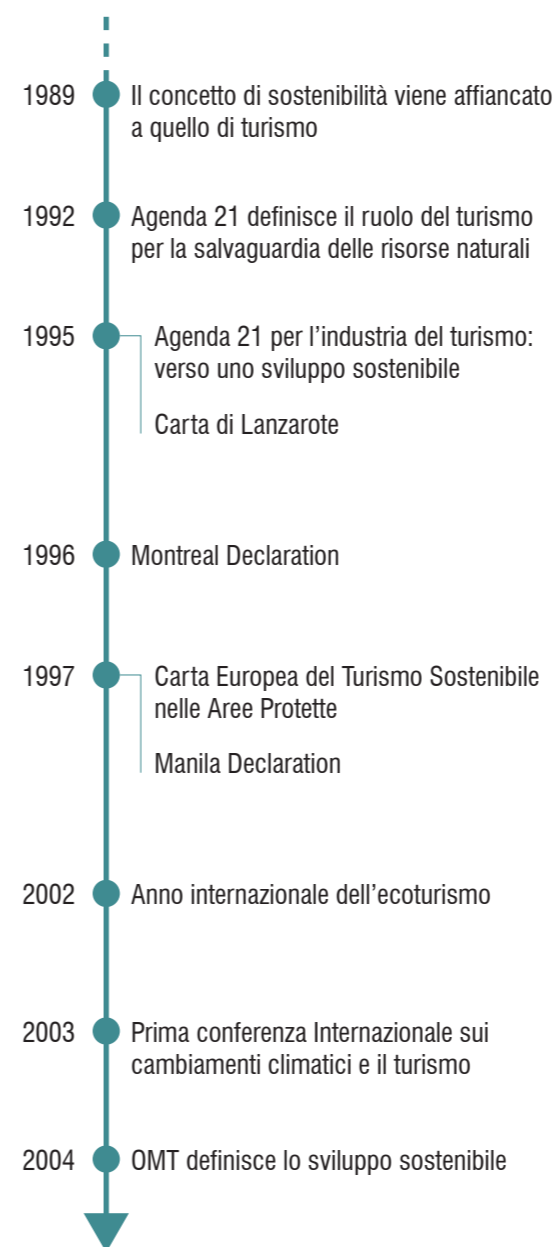 1989 Il concetto di sostenibilità viene affiancato
a quello di turismo
1992 Agenda 21 definisce il ruolo del turismo
per la salvaguardia delle risorse naturali
1995 Agenda 21 per l’industria del turismo:
verso uno sviluppo sostenibile
Carta di Lanzarote
1996 Montreal Declaration
1997 Carta Europea del Turismo Sostenibile
nelle Aree Protette
Manila Declaration
2002 Anno internazionale dell’ecoturismo
2003 Prima conferenza Internazionale sui
cambiamenti climatici e il turismo
2004 OMT definisce lo sviluppo sostenibile